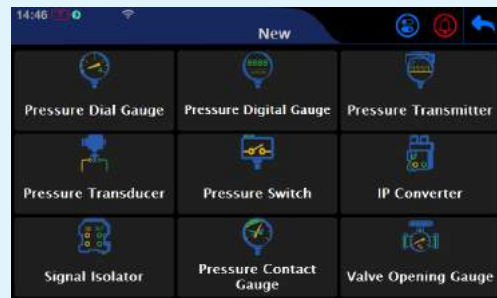 14:46
New
Pressure Dial Gauge
Pressure Digital Gauge
Pressure Transmitter
Pressure Transducer
Pressure Switch
IP Converter
Signal Isolator
Pressure Contact
Gauge
Valve Opening Gauge